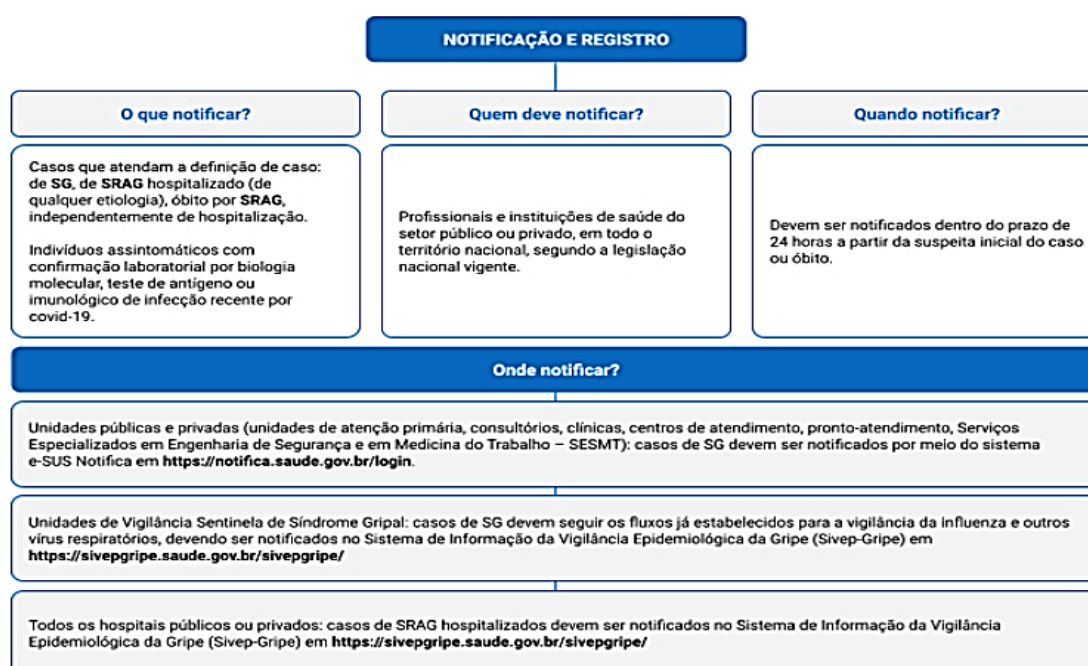 NOTIFICAÇÃO E REGISTRO
O que notificar?
Casos que atendam a definição de caso:
de SG, de SRAG hospitalizado (de
qualquer etiologia), óbito por SRAG,
independentemente de hospitalização.
Indivíduos assintomáticos com
confirmação laboratorial por biologia
molecular, teste de antígeno ou
imunológico de infecção recente por
covid-19.
Quem deve notificar?
Profissionais e instituições de saúde do
setor público ou privado, em todo o
território nacional, segundo a legislação
nacional vigente.
Quando notificar?
Devem ser notificados dentro do prazo de
24 horas a partir da suspeita inicial do caso
ou óbito.
Onde notificar?
Unidades públicas e privadas (unidades de atenção primária, consultórios, clínicas, centros de atendimento, pronto-atendimento, Serviços
Especializados em Engenharia de Segurança e em Medicina do Trabalho – SESMT): casos de SG devem ser notificados por meio do sistema
e-SUS Notifica em https://notifica.saude.gov.br/login.
Unidades de Vigilância Sentinela de Síndrome Gripal: casos de SG devem seguir os fluxos já estabelecidos para a vigilância da influenza e outros
vírus respiratórios, devendo ser notificados no Sistema de Informação da Vigilância Epidemiológica da Gripe (Sivep-Gripe) em
https://sivepgripe.saude.gov.br/sivepgripe/
Todos os hospitais públicos ou privados: casos de SRAG hospitalizados devem ser notificados no Sistema de Informação da Vigilância
Epidemiológica da Gripe (Sivep-Gripe) em https://sivepgripe.saude.gov.br/sivepgripe/